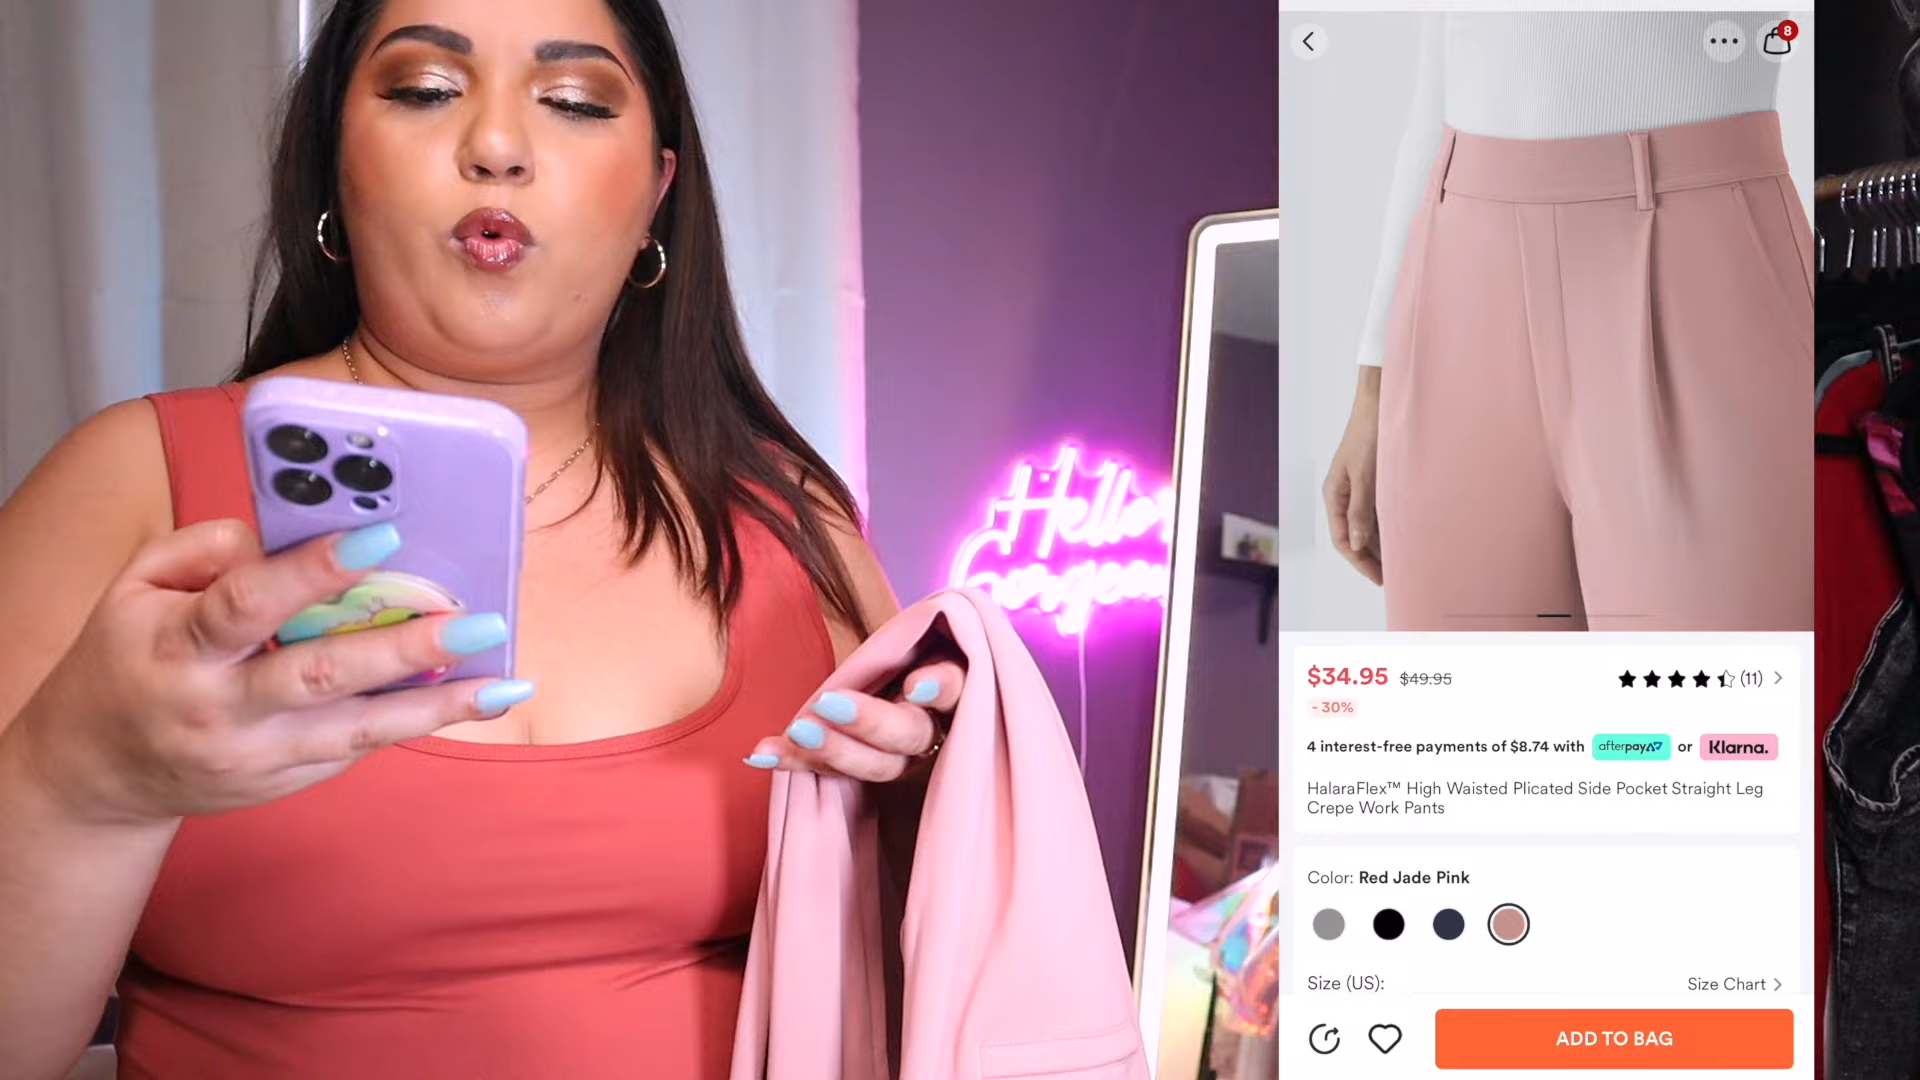 Hello
8
$34.95 $49.95 (11)
- 30%
4 interest-free payments of $8.74 with afterpay or Klarna.
HalaraFlex™ High Waisted Plicated Side Pocket Straight Leg
Crepe Work Pants
Color: Red Jade Pink
Size (US): Size Chart
ADD TO BAG